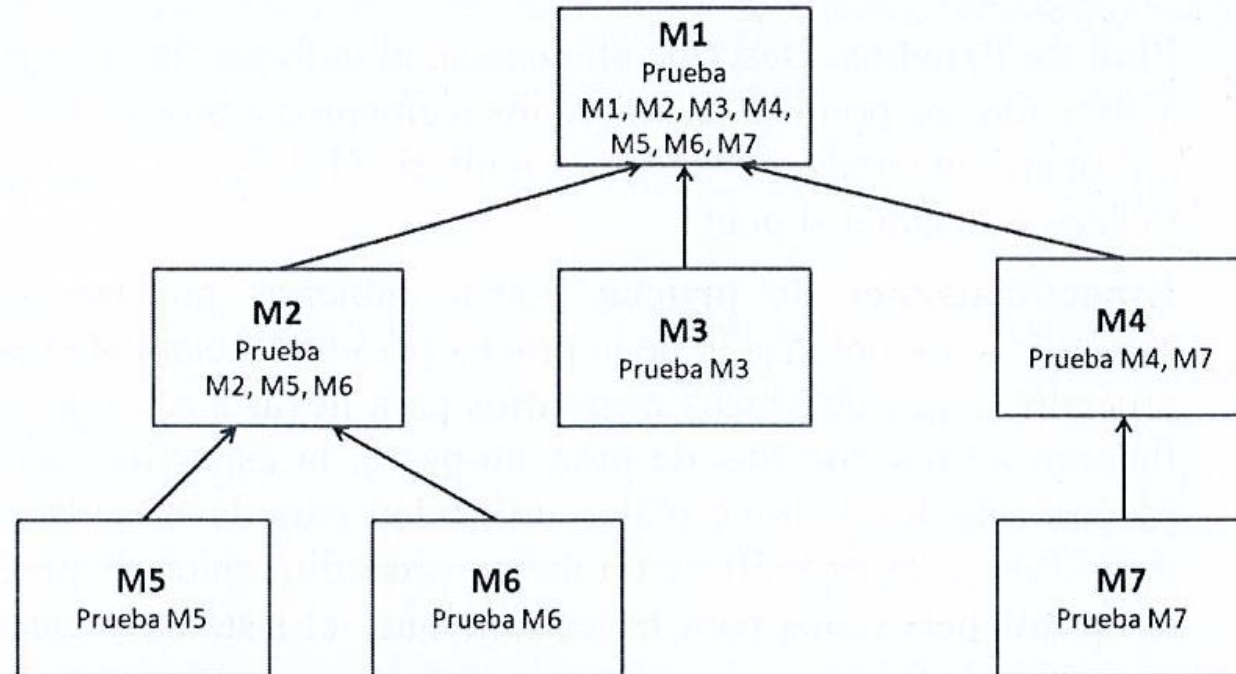 M1
Prueba
M1, M2, M3, M4,
M5, M6, M7
M2
Prueba
M2, M5, M6
M3
Prueba M3
M4
Prueba M4, M7
M5
Prueba M5
M6
Prueba M6
M7
Prueba M7